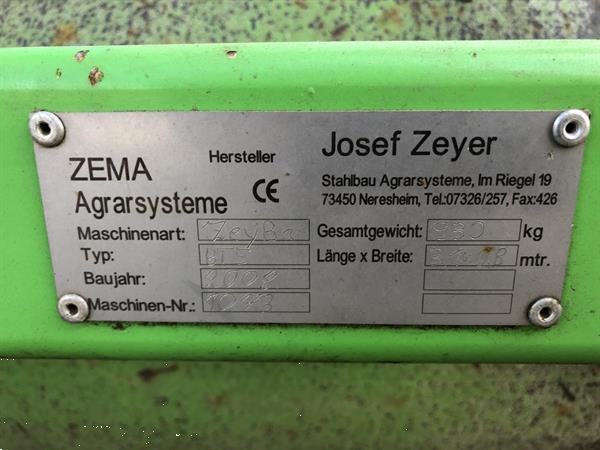 ZEMA
Agrarsysteme
Hersteller
CE
Josef Zeyer
Stahlbau Agrarsysteme, Im Riegel 19
73450 Neresheim, Tel:07326/257, Fax:426
Maschinenart:
Gesamtgewicht: 980 kg
Typ:
Länge x Breite: mtr.
Baujahr:
Maschinen-Nr.: